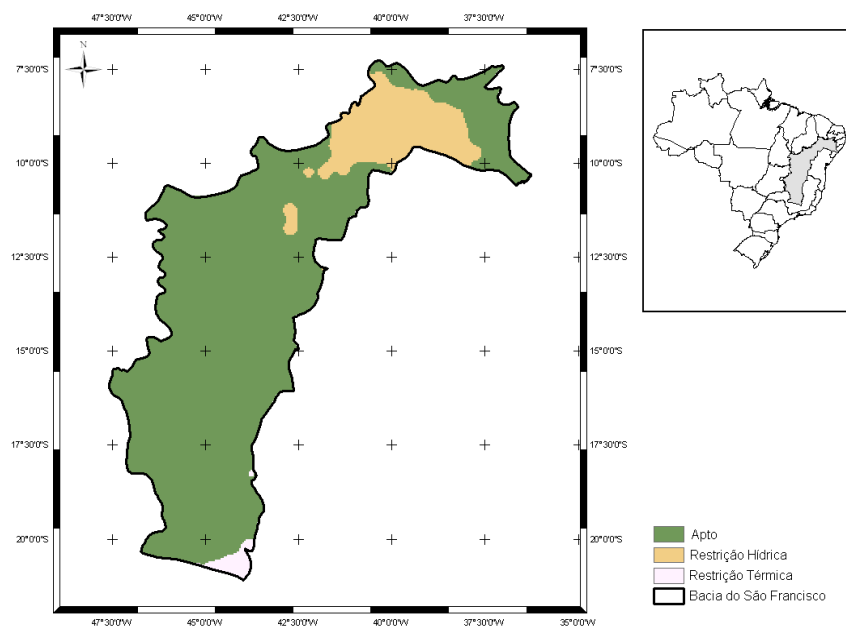 47°30'0"W 45°0'0"W 42°30'0"W 40°0'0"W 37°30'0"W 35°0'0"W
N
7°30'0"S 7°30'0"S
10°0'0"S 10°0'0"S
12°30'0"S 12°30'0"S
15°0'0"S 15°0'0"S
17°30'0"S 17°30'0"S
20°0'0"S 20°0'0"S
47°30'0"W 45°0'0"W 42°30'0"W 40°0'0"W 37°30'0"W 35°0'0"W
Apto
Restrição Hídrica
Restrição Térmica
Bacia do São Francisco